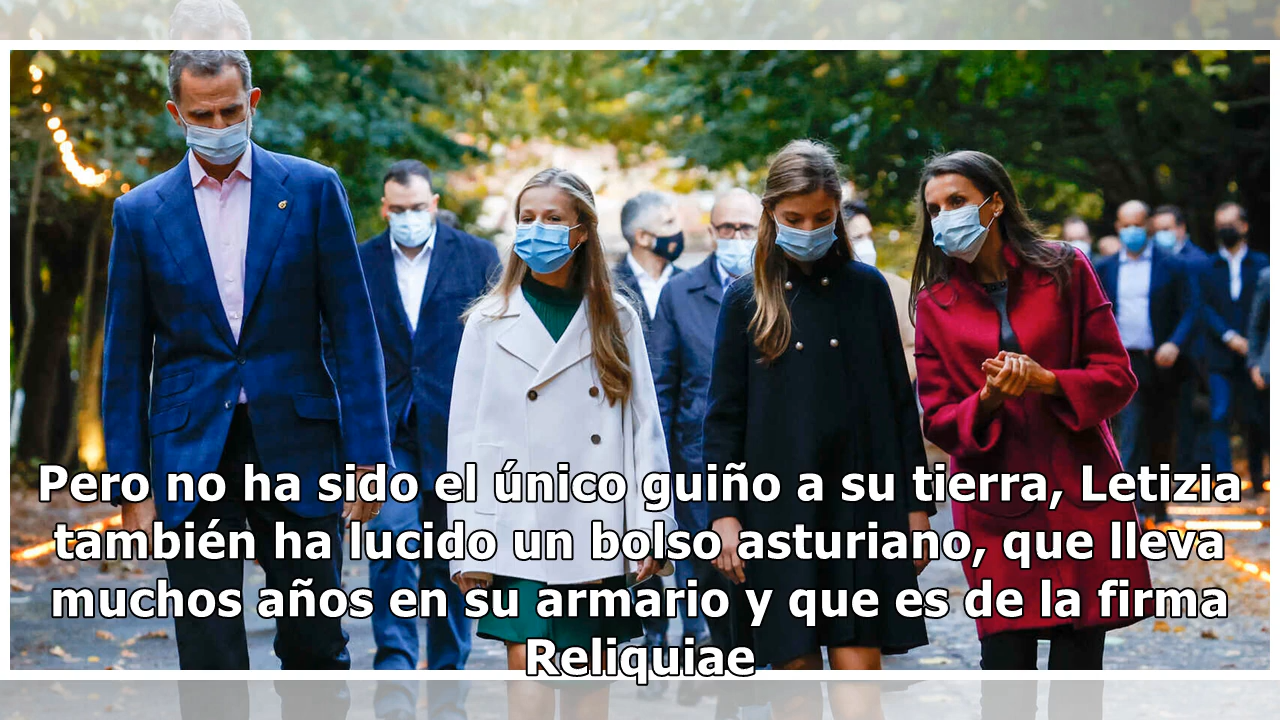 Pero no ha sido el único guiño a su tierra, Letizia
también ha lucido un bolso asturiano, que lleva
muchos años en su armario y que es de la firma
Reliquiae